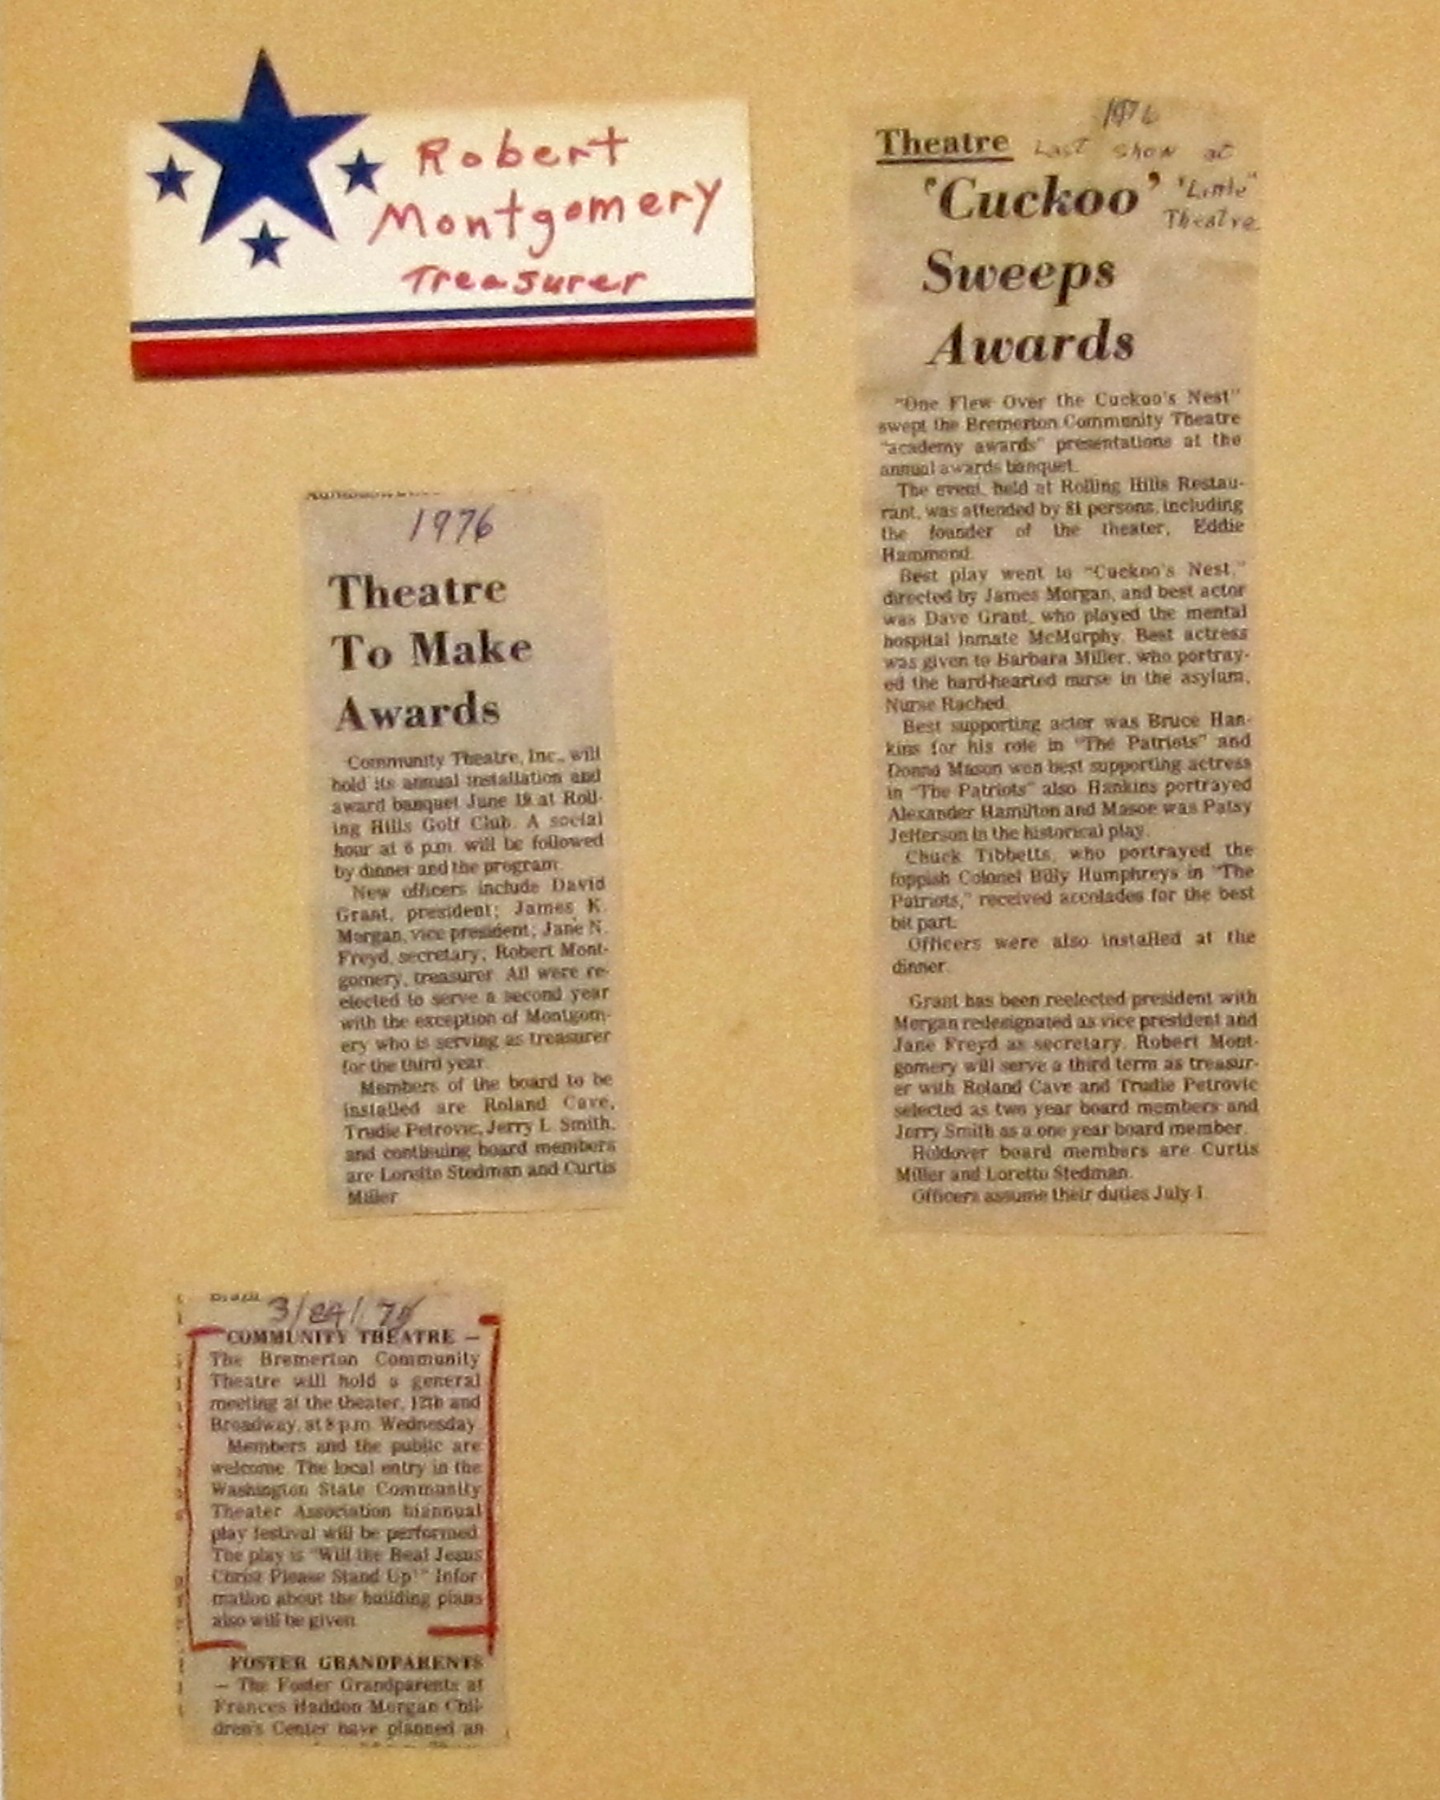 Robert
Montgomery
Treasurer
1976
Theatre
To Make
Awards
Community Theatre, Inc., will
hold its annual installation and
award banquet June 18 at Roll-
ing Hills Golf Club. A social
hour at 6 p.m. will be followed
by dinner and the program.
New officers include David
Grant, president; James K.
Morgan, vice president; Jane N.
Freyd, secretary; Robert Mont-
gomery, treasurer. All were re-
elected to serve a second year
with the exception of Montgom-
ery who is serving as treasurer
for the third year.
Members of the board to be
installed are Roland Cave,
Trudie Petrovic, Jerry L. Smith,
and continuing board members
are Loretto Stedman and Curtis
Miller
3/24/76
COMMUNITY THEATRE —
The Bremerton Community
Theatre will hold a general
meeting at the theater, 12th and
Broadway, at 8 p.m. Wednesday.
Members and the public are
welcome. The local entry in the
Washington State Community
Theater Association biannual
play festival will be performed.
The play is "Will the Real Jesus
Christ Please Stand Up?" Infor-
mation about the building plans
also will be given.
FOSTER GRANDPARENTS
— The Foster Grandparents at
Frances Haddon Morgan Chil-
dren's Center have planned an
1976
Theatre Last Show at
'Cuckoo' "Little"
Theatre
Sweeps
Awards
"One Flew Over the Cuckoo's Nest"
swept the Bremerton Community Theatre
"academy awards" presentations at the
annual awards banquet.
The event, held at Rolling Hills Restau-
rant, was attended by 81 persons, including
the founder of the theater, Eddie
Hammond.
Best play went to "Cuckoo's Nest,"
directed by James Morgan, and best actor
was Dave Grant, who played the mental
hospital inmate McMurphy. Best actress
was given to Barbara Miller, who portray-
ed the hard-hearted nurse in the asylum,
Nurse Rached.
Best supporting actor was Bruce Han-
kins for his role in "The Patriots" and
Donna Mason won best supporting actress
in "The Patriots" also. Hankins portrayed
Alexander Hamilton and Mason was Patsy
Jefferson in the historical play.
Chuck Tibbetts, who portrayed the
foppish Colonel Billy Humphreys in "The
Patriots," received accolades for the best
bit part.
Officers were also installed at the
dinner.
Grant has been reelected president with
Morgan redesignated as vice president and
Jane Freyd as secretary. Robert Mont-
gomery will serve a third term as treasur-
er with Roland Cave and Trudie Petrovic
selected as two year board members and
Jerry Smith as a one year board member.
Holdover board members are Curtis
Miller and Loretto Stedman.
Officers assume their duties July 1.